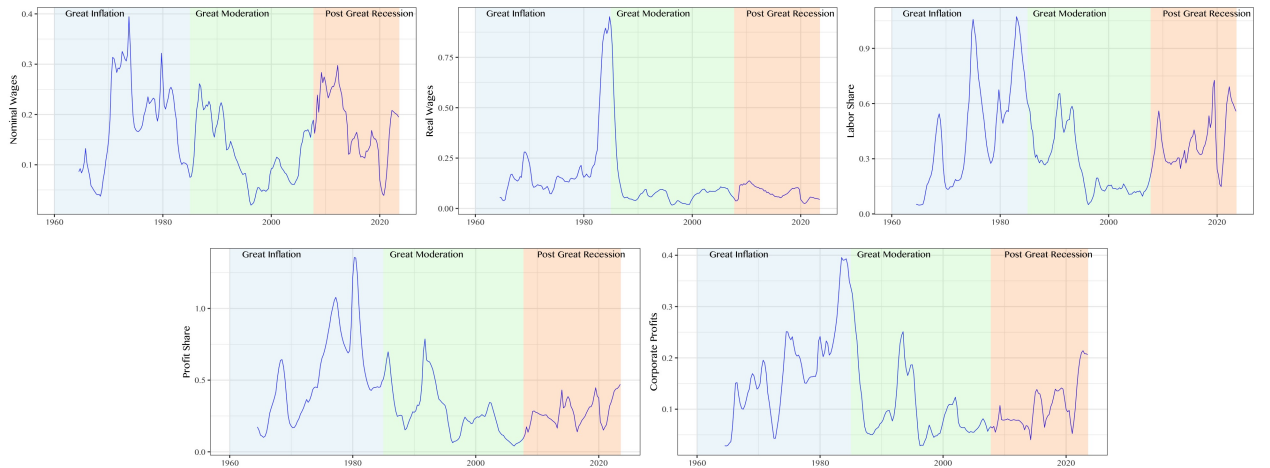 Great Inflation Great Moderation Post Great Recession
Nominal Wages
0.4
0.3
0.2
0.1
1960 1980 2000 2020
Great Inflation Great Moderation Post Great Recession
Real Wages
0.75
0.50
0.25
0.00
1960 1980 2000 2020
Great Inflation Great Moderation Post Great Recession
Labor Share
0.9
0.6
0.3
0.0
1960 1980 2000 2020
Great Inflation Great Moderation Post Great Recession
Profit Share
1.0
0.5
0.0
1960 1980 2000 2020
Great Inflation Great Moderation Post Great Recession
Corporate Profits
0.4
0.3
0.2
0.1
1960 1980 2000 2020